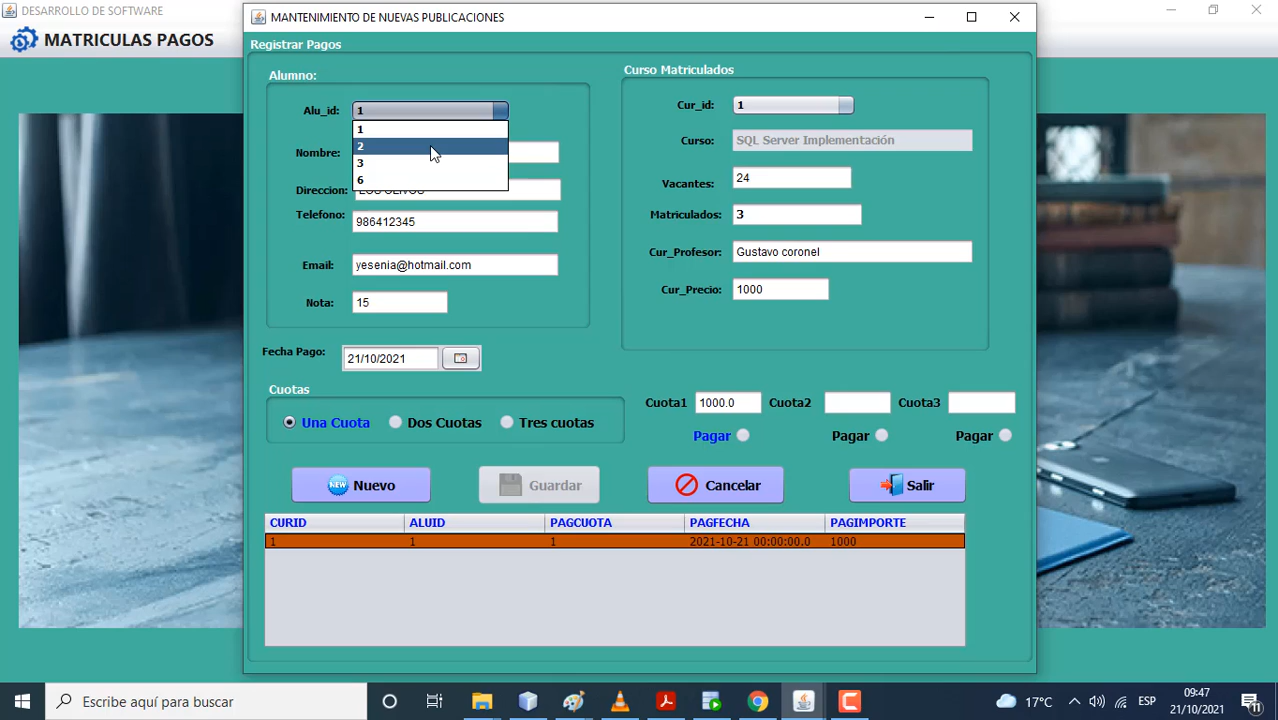 DESARROLLO DE SOFTWARE
MATRICULAS PAGOS
MANTENIMIENTO DE NUEVAS PUBLICACIONES
Registrar Pagos
Alumno:
Alu_id: 1
1
2
3
6
Nombre:
Direccion:
Telefono: 986412345
Email: yesenia@hotmail.com
Nota: 15
Curso Matriculados
Cur_id: 1
Curso: SQL Server Implementación
Vacantes: 24
Matriculados: 3
Cur_Profesor: Gustavo coronel
Cur_Precio: 1000
Fecha Pago: 21/10/2021
Cuotas
Una Cuota Dos Cuotas Tres cuotas
Cuota1 1000.0 Cuota2 Cuota3
Pagar Pagar Pagar
NEW Nuevo Guardar Cancelar Salir
CURID ALUID PAGCUOTA PAGFECHA PAGIMPORTE
1 1 1 2021-10-21 00:00:00.0 1000
Escribe aquí para buscar
17°C ESP 09:47
21/10/2021
11